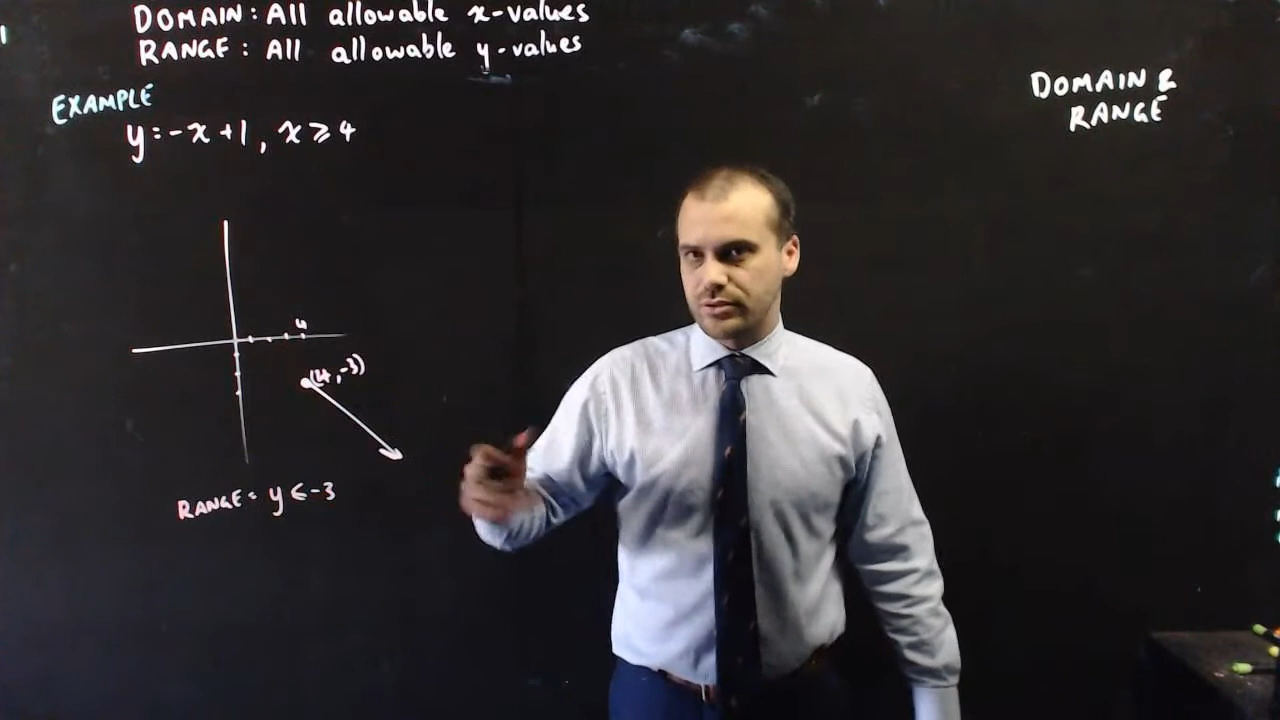 DOMAIN: All allowable x-values
RANGE: All allowable y-values
DOMAIN &
RANGE
EXAMPLE
y=-x+1, x≥4
4
(4,-3)
RANGE= y≤-3